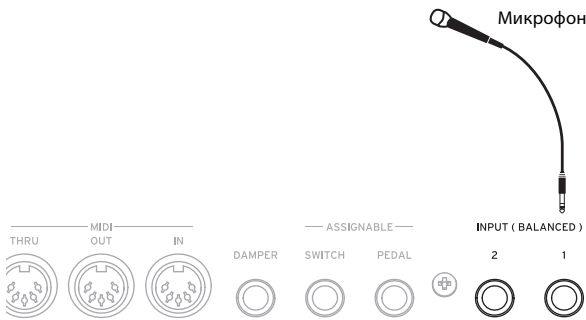 Микрофон
MIDI
ASSIGNABLE
INPUT ( BALANCED )
THRU OUT IN
DAMPER SWITCH PEDAL 2 1